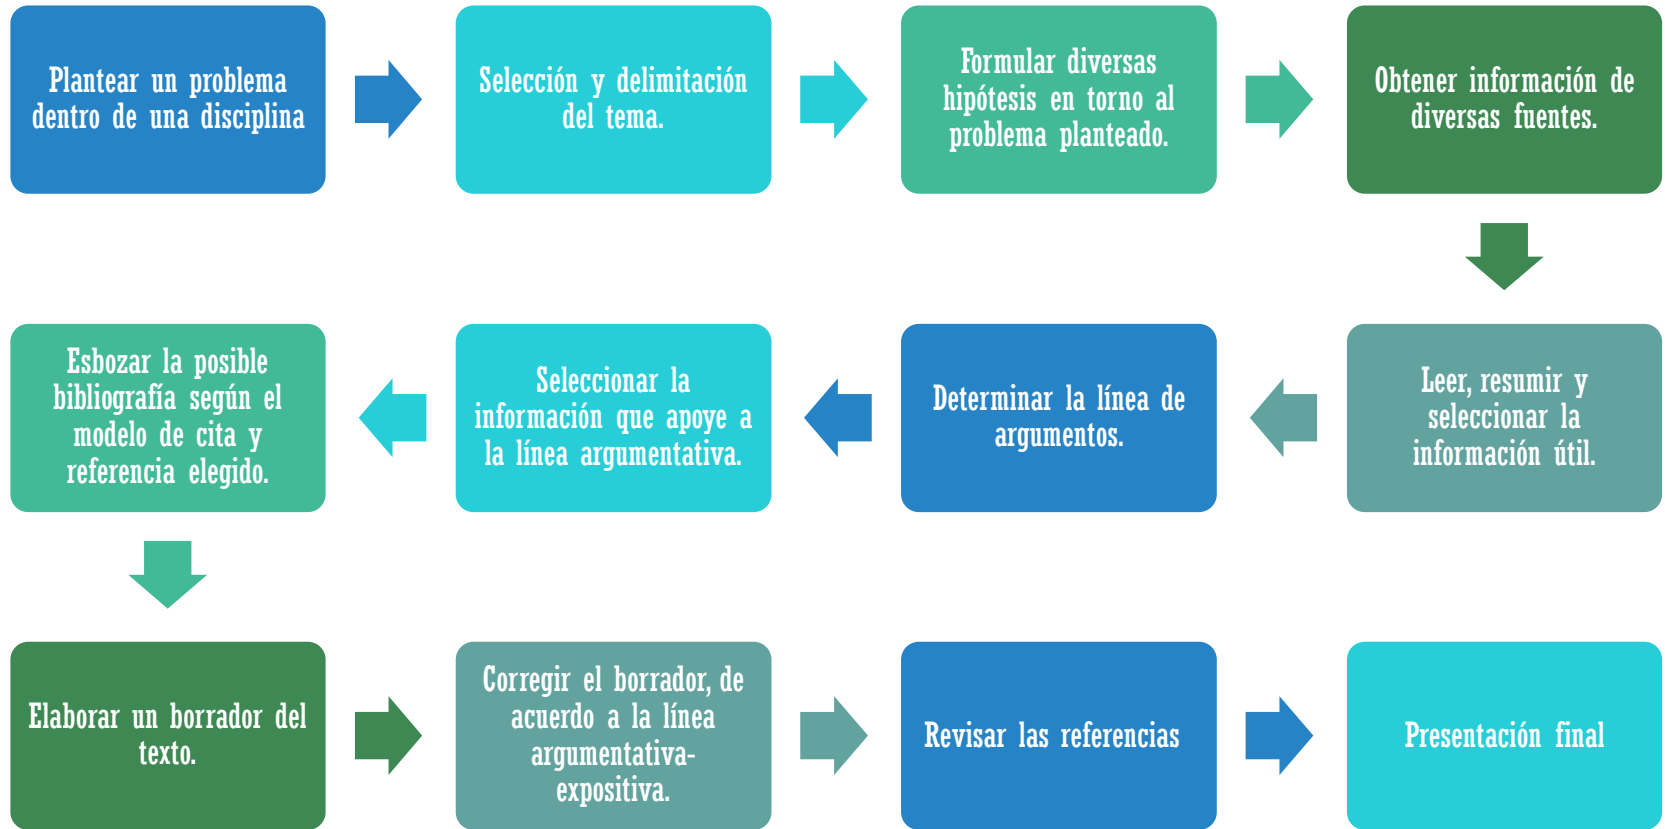 Plantear un problema
dentro de una disciplina
Selección y delimitación
del tema.
Formular diversas
hipótesis en torno al
problema planteado.
Obtener información de
diversas fuentes.
Leer, resumir y
seleccionar la
información útil.
Determinar la línea de
argumentos.
Seleccionar la
información que apoye a
la línea argumentativa.
Esbozar la posible
bibliografía según el
modelo de cita y
referencia elegido.
Elaborar un borrador del
texto.
Corregir el borrador, de
acuerdo a la línea
argumentativa-
expositiva.
Revisar las referencias
Presentación final